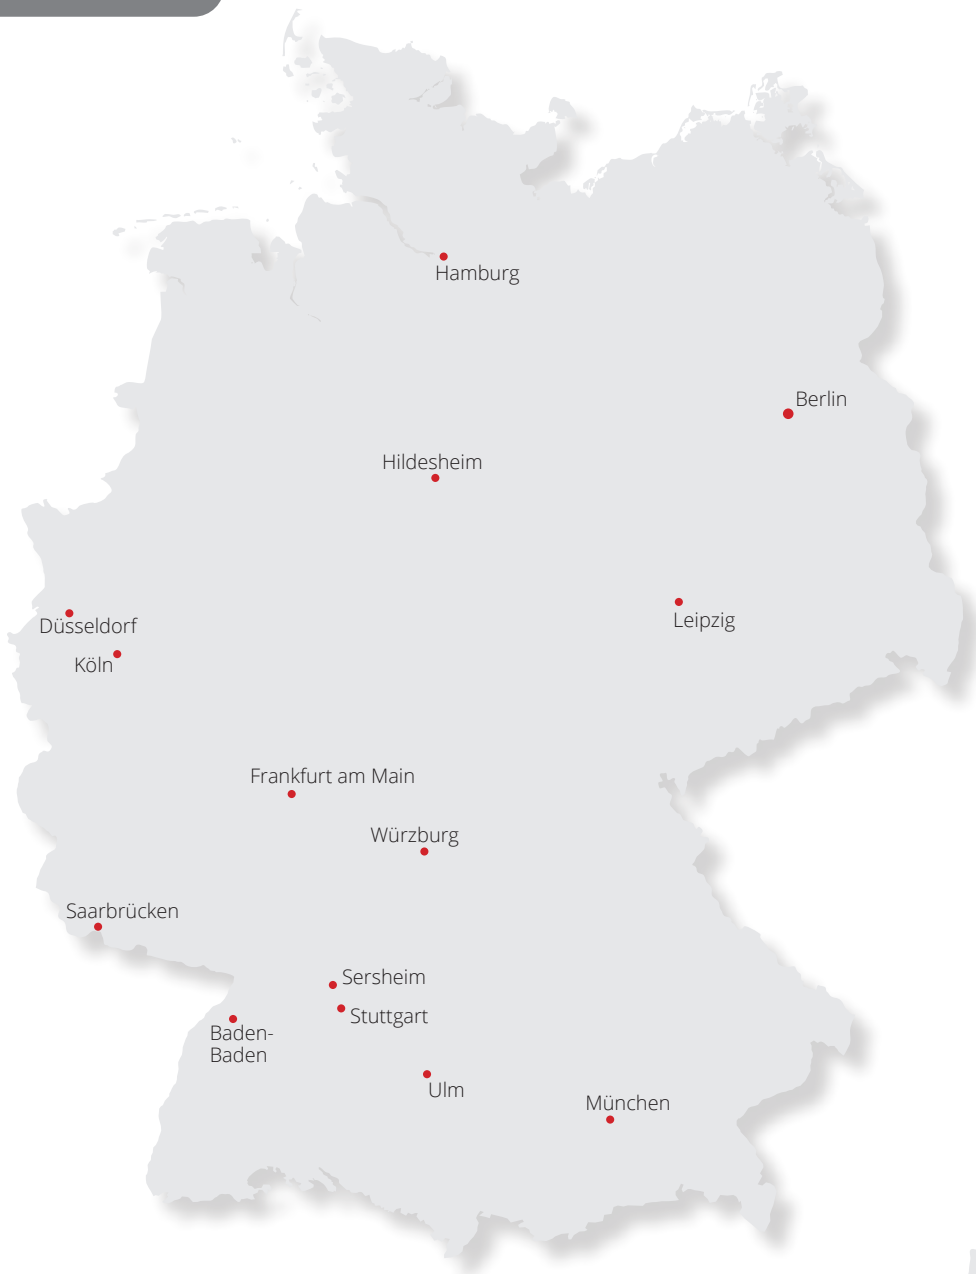 Hamburg
Berlin
Hildesheim
Leipzig
Düsseldorf
Köln
Frankfurt am Main
Würzburg
Saarbrücken
Sersheim
Stuttgart
Baden-
Baden
Ulm
München